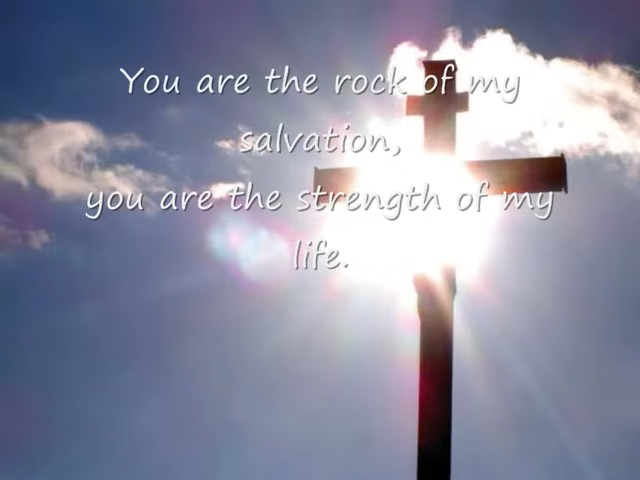 You are the rock of my
salvation,
you are the strength of my
life.